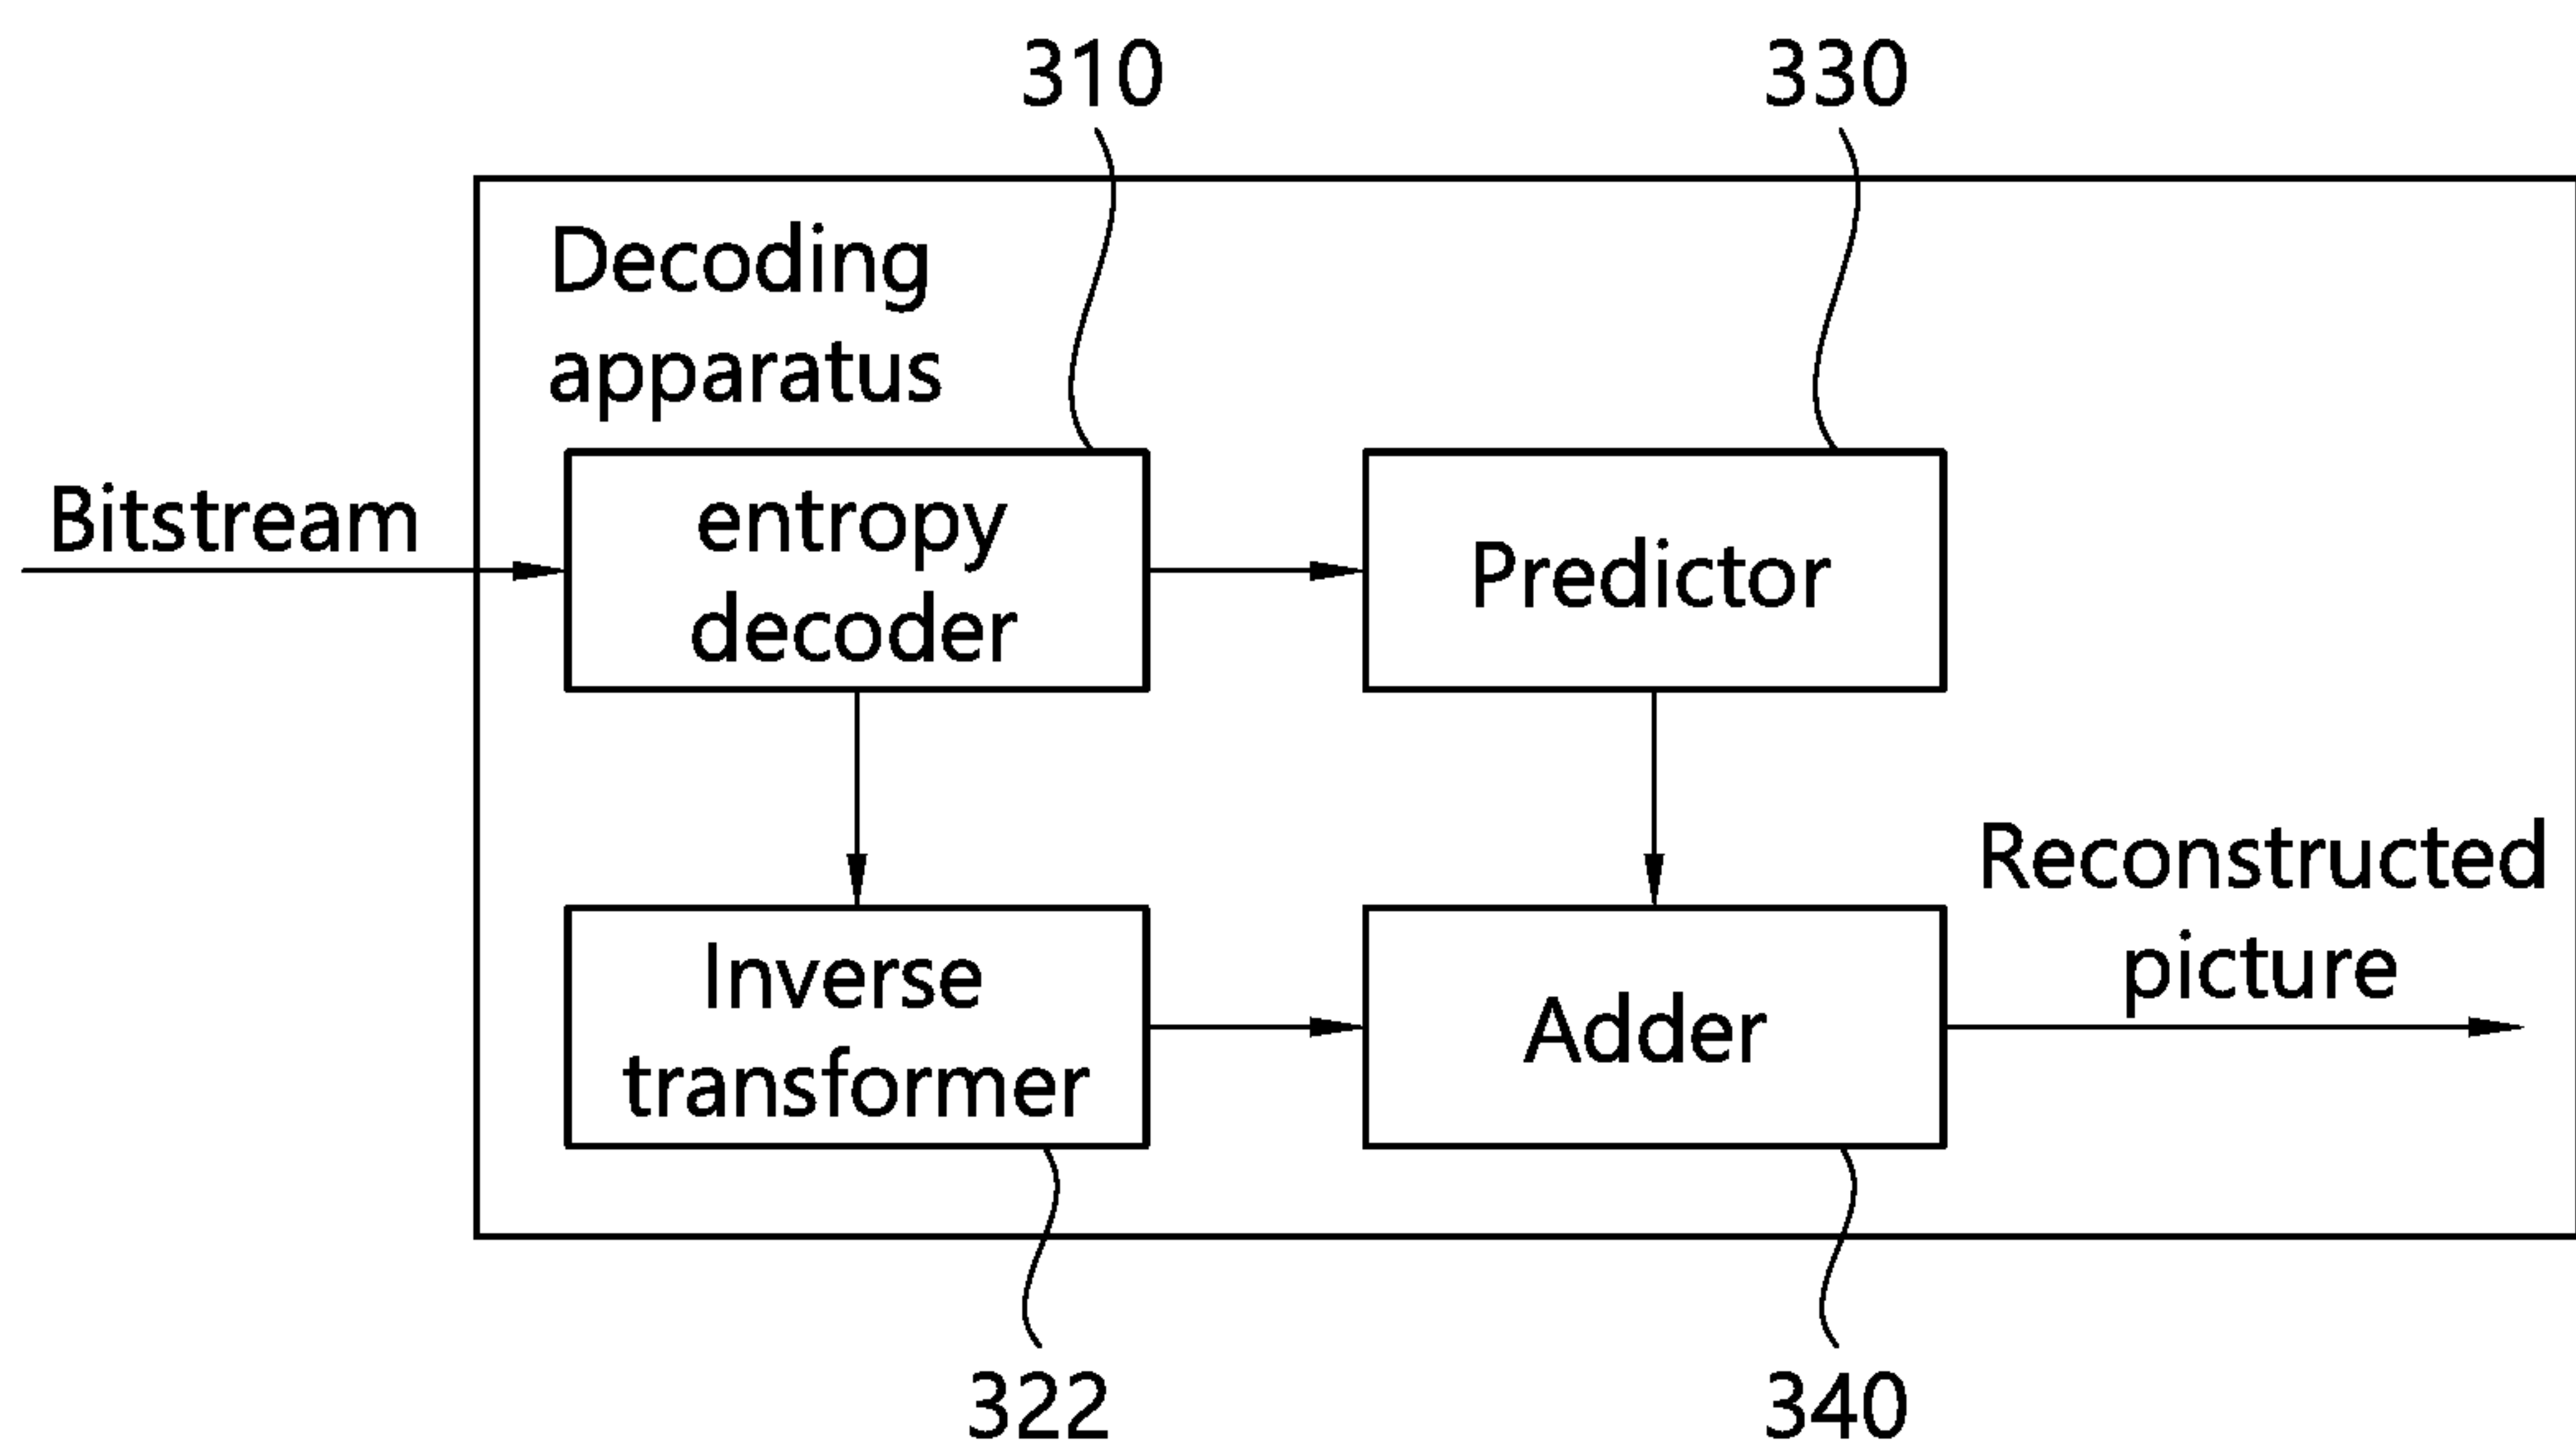 310
330
Decoding
apparatus
Bitstream
entropy
decoder
Predictor
Inverse
transformer
Adder
Reconstructed
picture
322
340